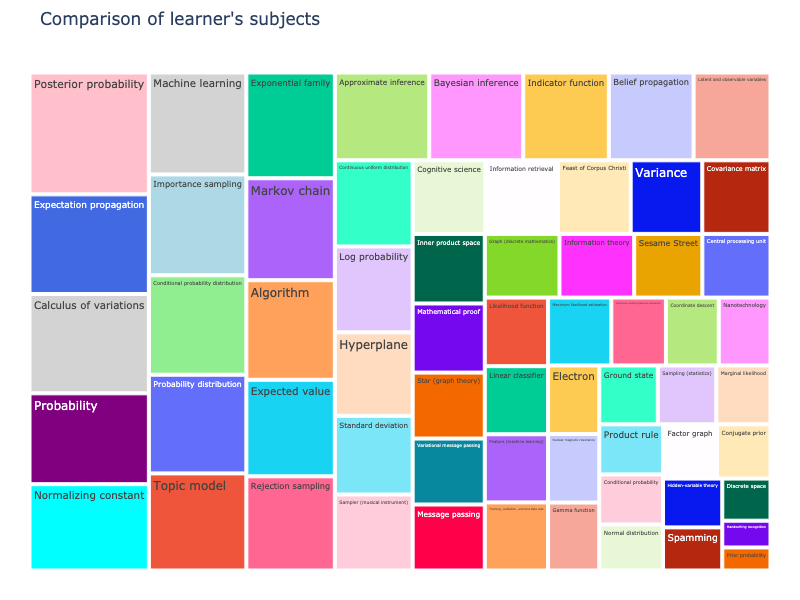 Comparison of learner's subjects
Posterior probability
Expectation propagation
Calculus of variations
Probability
Normalizing constant
Machine learning
Importance sampling
Conditional probability distribution
Probability distribution
Topic model
Exponential family
Markov chain
Algorithm
Expected value
Rejection sampling
Approximate inference
Bayesian inference
Indicator function
Belief propagation
Latent and observable variables
Continuous uniform distribution
Log probability
Hyperplane
Standard deviation
Sampler (musical instrument)
Cognitive science
Information retrieval
Feast of Corpus Christi
Variance
Covariance matrix
Inner product space
Mathematical proof
Star (graph theory)
Variational message passing
Message passing
Graph (discrete mathematics)
Information theory
Sesame Street
Central processing unit
Likelihood function
Linear classifier
Feature (machine learning)
Training, validation, and test data sets
Maximum likelihood estimation
Coordinate descent
Nanotechnology
Electron
Nuclear magnetic resonance
Gamma function
Ground state
Sampling (statistics)
Marginal likelihood
Product rule
Factor graph
Conjugate prior
Conditional probability
Normal distribution
Hidden-variable theory
Spamming
Discrete space
Handwriting recognition
Prior probability